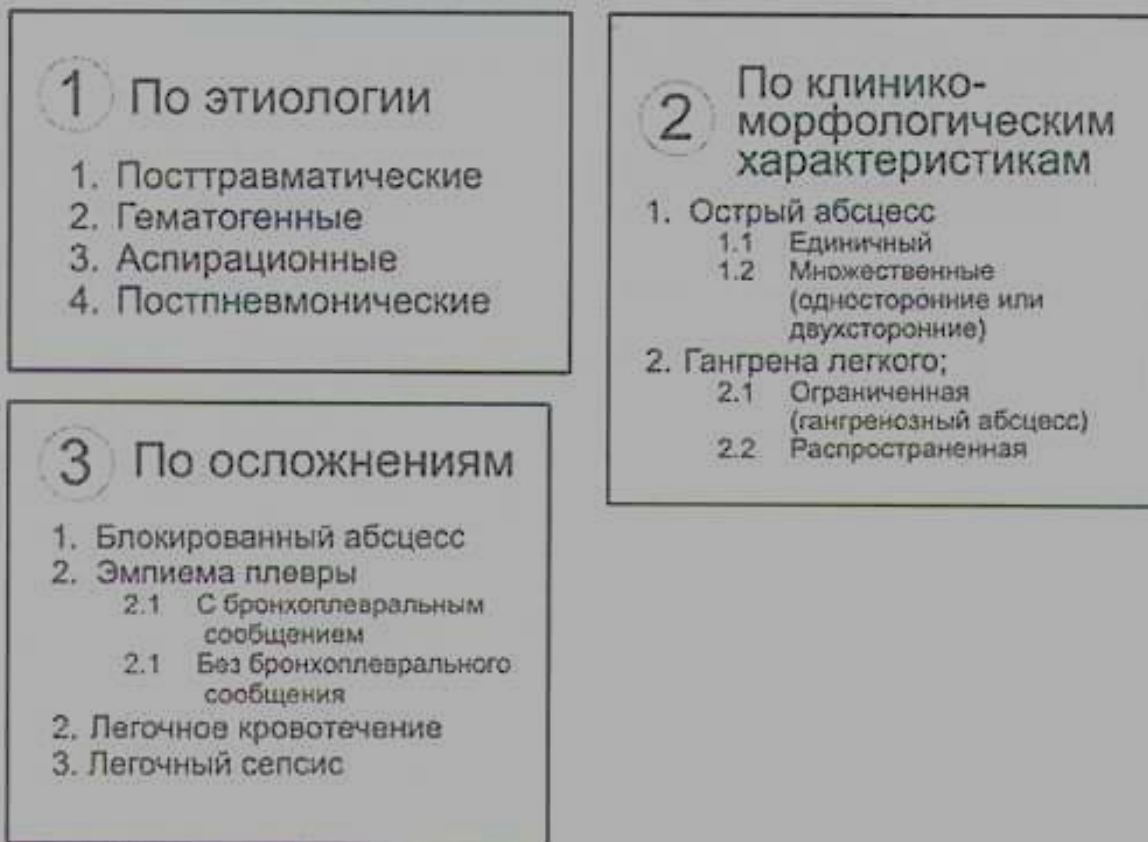 1 По этиологии
1. Посттравматические
2. Гематогенные
3. Аспирационные
4. Постпневмонические
2 По клинико-
морфологическим
характеристикам
1. Острый абсцесс
1.1 Единичный
1.2 Множественные
(односторонние или
двухсторонние)
2. Гангрена легкого;
2.1 Ограниченная
(гангренозный абсцесс)
2.2 Распространенная
3 По осложнениям
1. Блокированный абсцесс
2. Эмпиема плевры
2.1 С бронхоплевральным
сообщением
2.1 Без бронхоплеврального
сообщения
2. Легочное кровотечение
3. Легочный сепсис